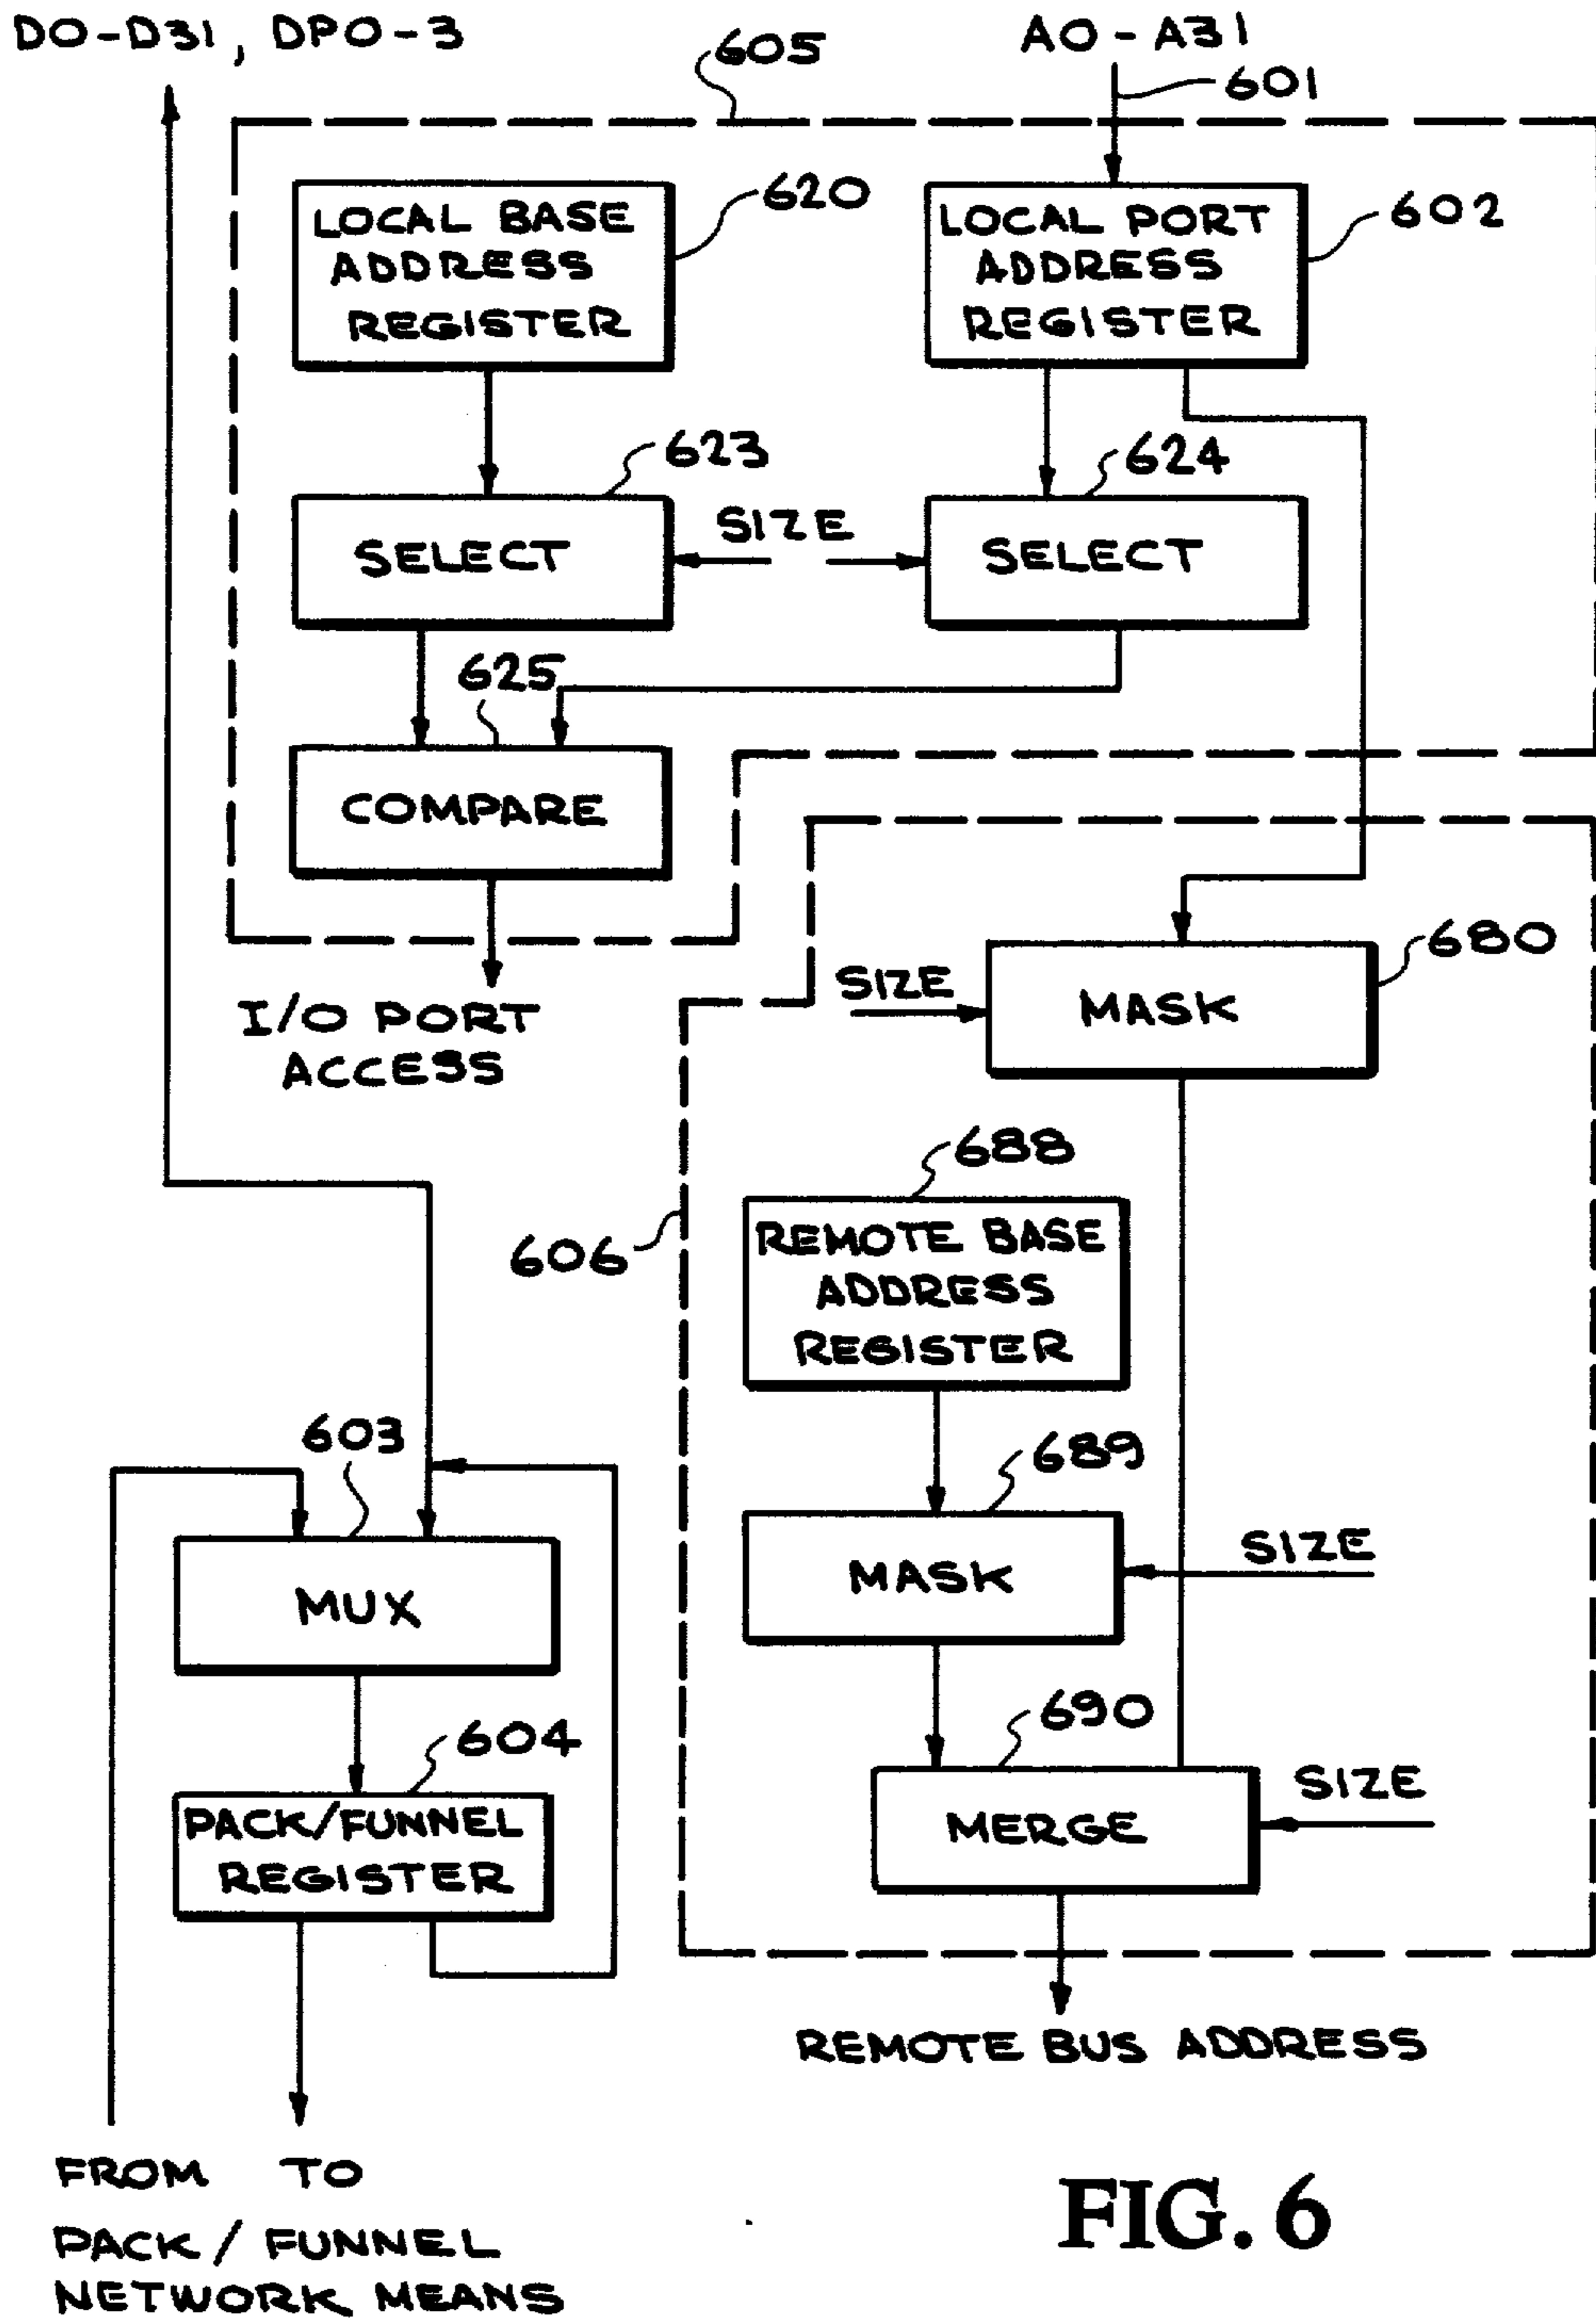 DO-D31, DPO-3
A0-A31
605
601
LOCAL BASE
ADDRESS
REGISTER
620
LOCAL PORT
ADDRESS
REGISTER
602
623
624
SELECT
SIZE
SELECT
625
COMPARE
I/O PORT
ACCESS
SIZE
MASK
680
688
606
REMOTE BASE
ADDRESS
REGISTER
603
689
MUX
MASK
SIZE
604
690
PACK/FUNNEL
REGISTER
MERGE
SIZE
REMOTE BUS ADDRESS
FROM TO
PACK / FUNNEL
NETWORK MEANS
FIG. 6